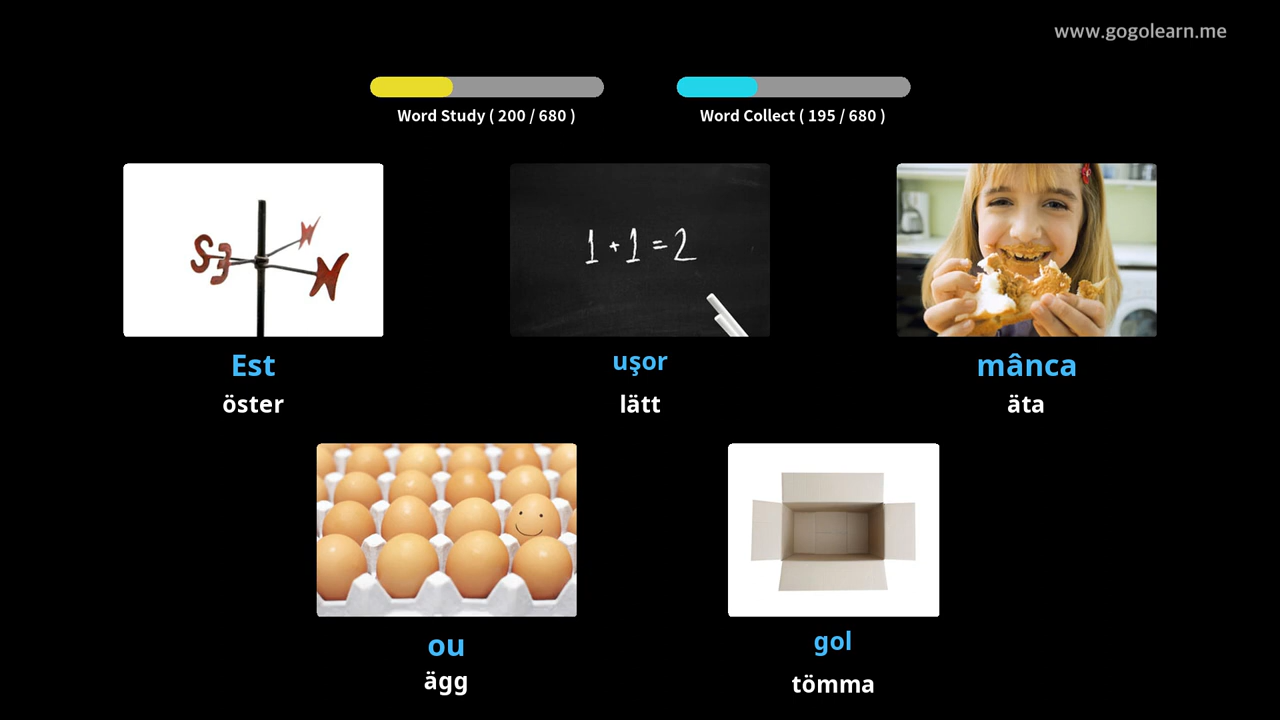 www.gogolearn.me
Word Study ( 200 / 680 )
Word Collect ( 195 / 680 )
S E N W
1 + 1 = 2
Est
uşor
mânca
öster
lätt
äta
ou
gol
ägg
tömma